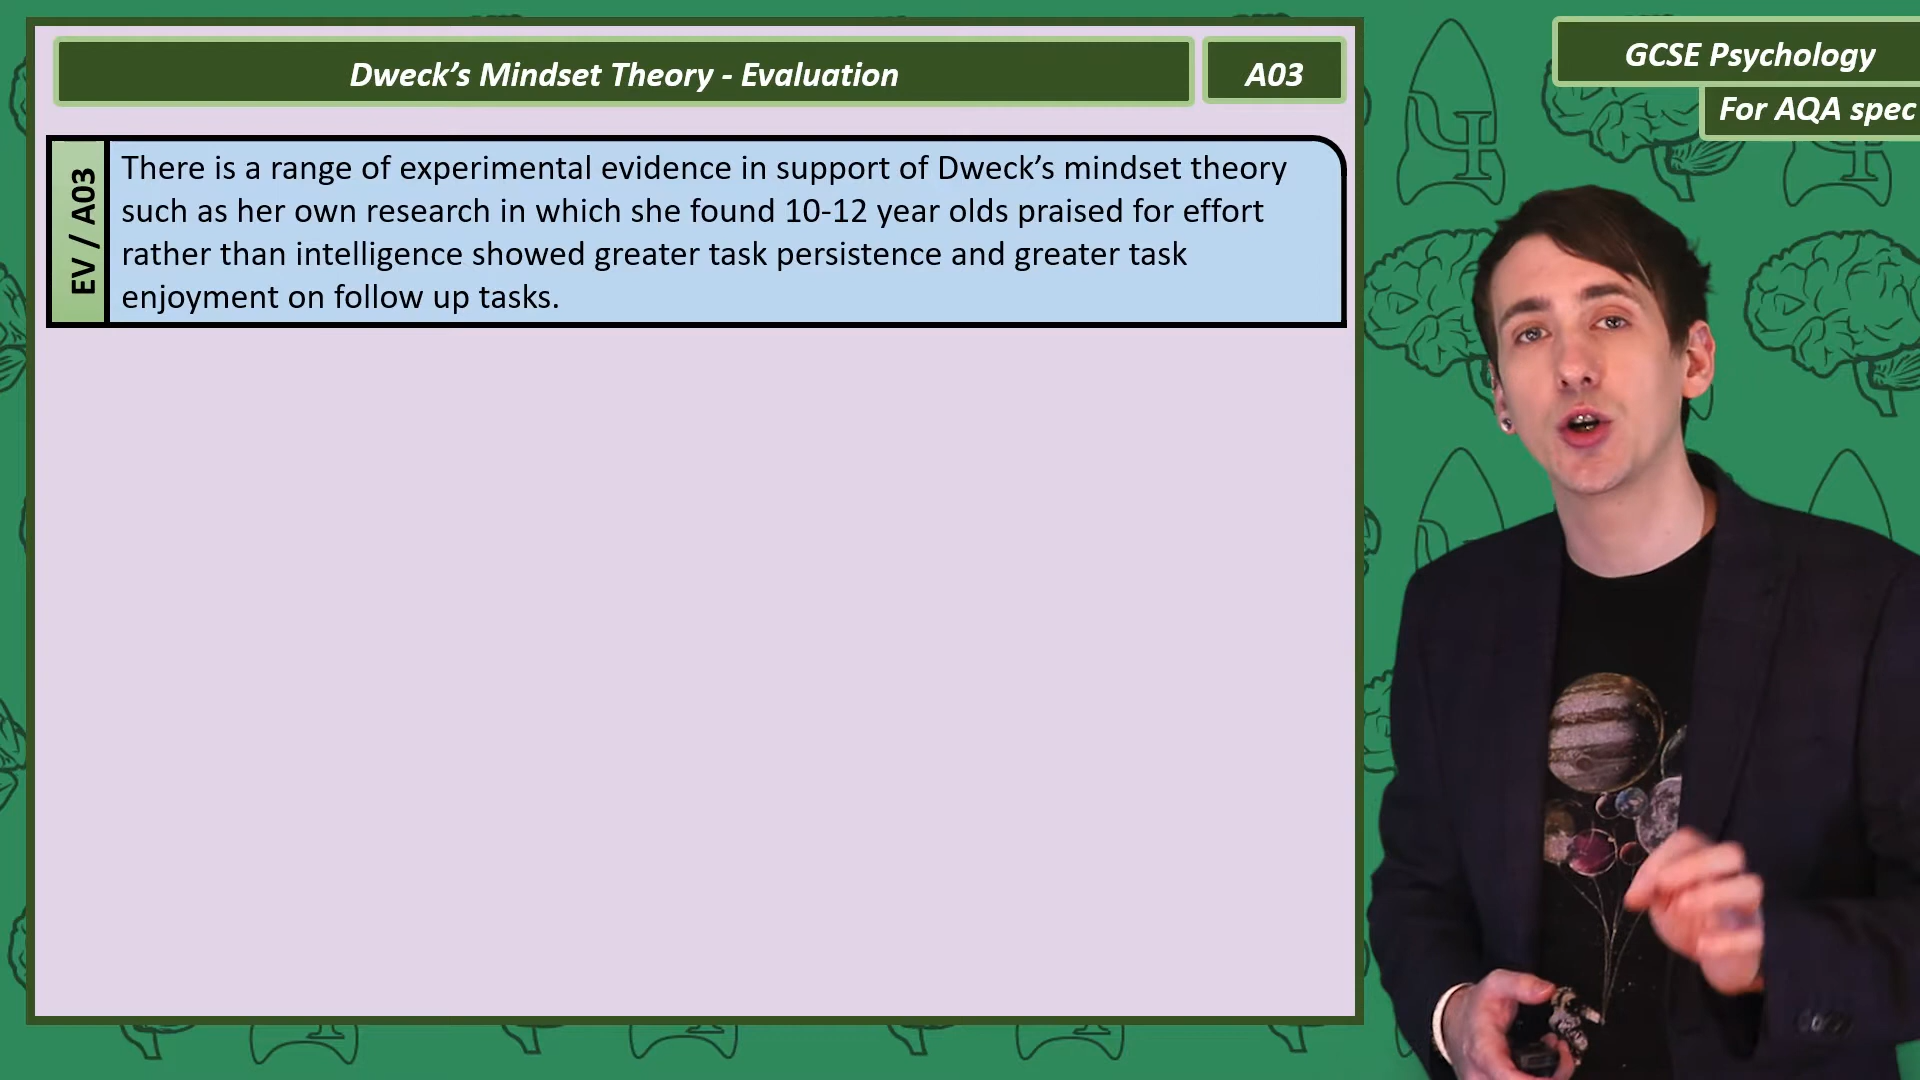 Dweck’s Mindset Theory - Evaluation
A03
GCSE Psychology
For AQA spec
EV / A03
There is a range of experimental evidence in support of Dweck’s mindset theory
such as her own research in which she found 10-12 year olds praised for effort
rather than intelligence showed greater task persistence and greater task
enjoyment on follow up tasks.